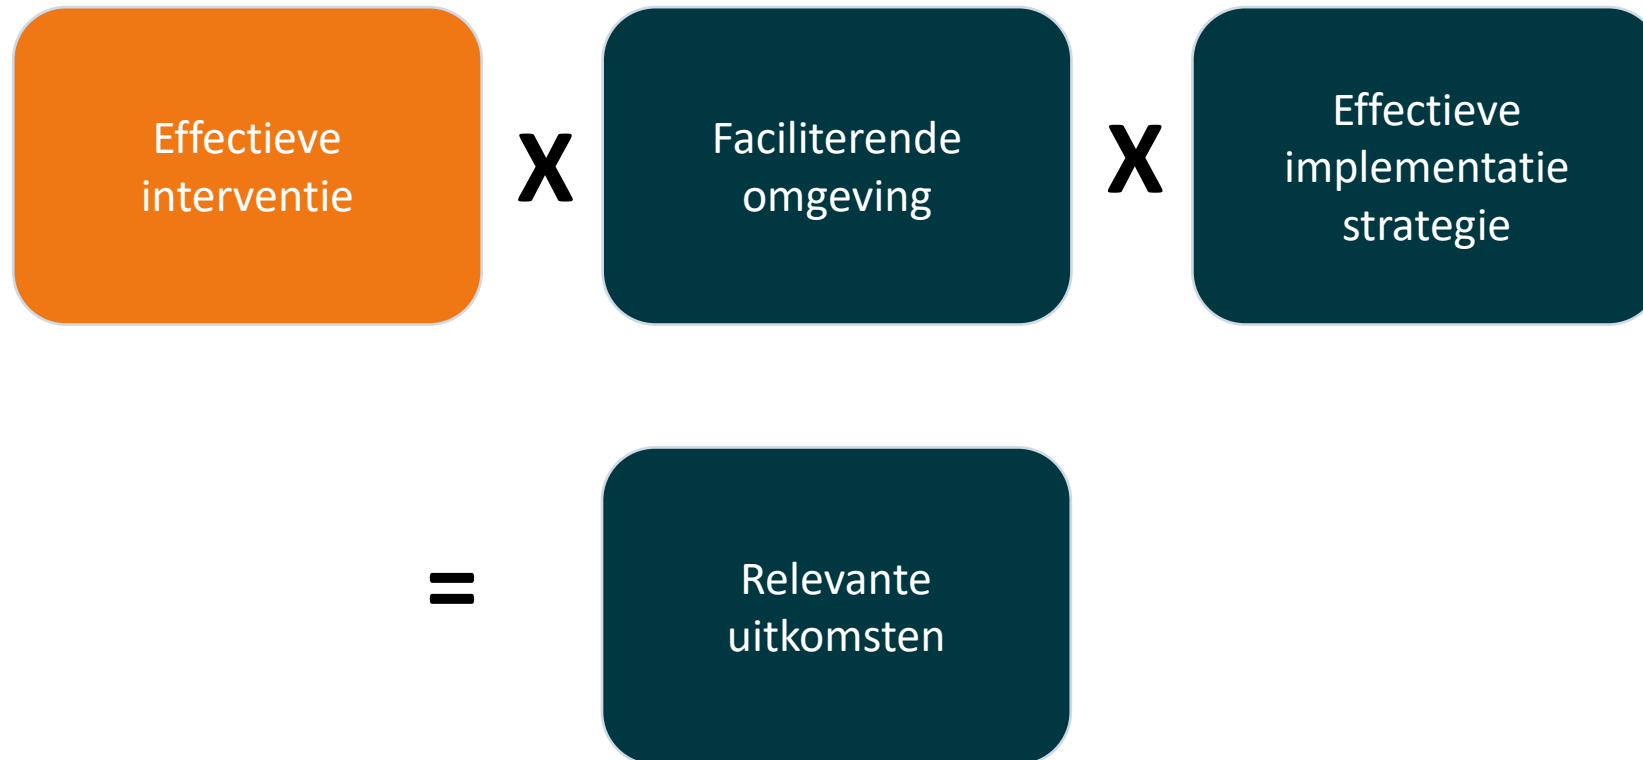 Effectieve
interventie
X
Faciliterende
omgeving
X
Effectieve
implementatie
strategie
=
Relevante
uitkomsten